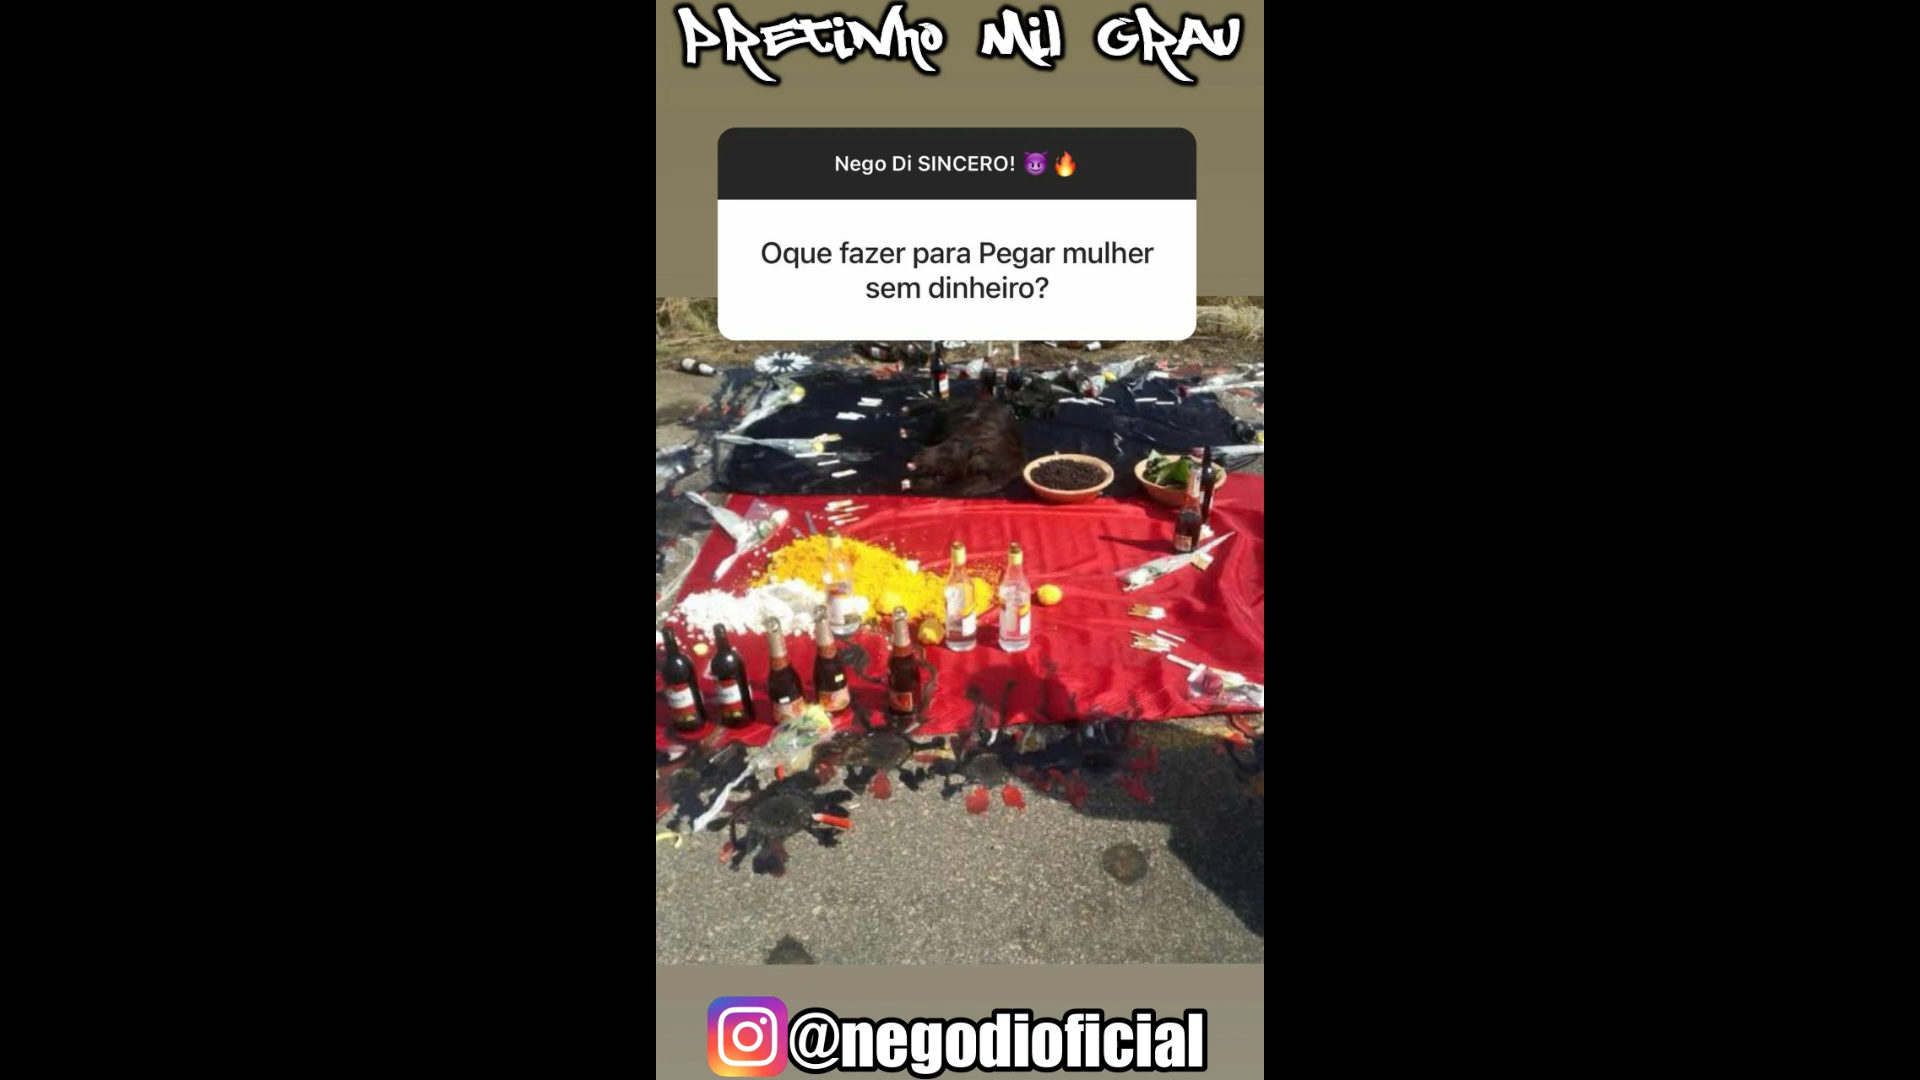 PRETINHO MIL GRAU
Nego Di SINCERO! 😈🔥
Oque fazer para Pegar mulher
sem dinheiro?
@negodioficial